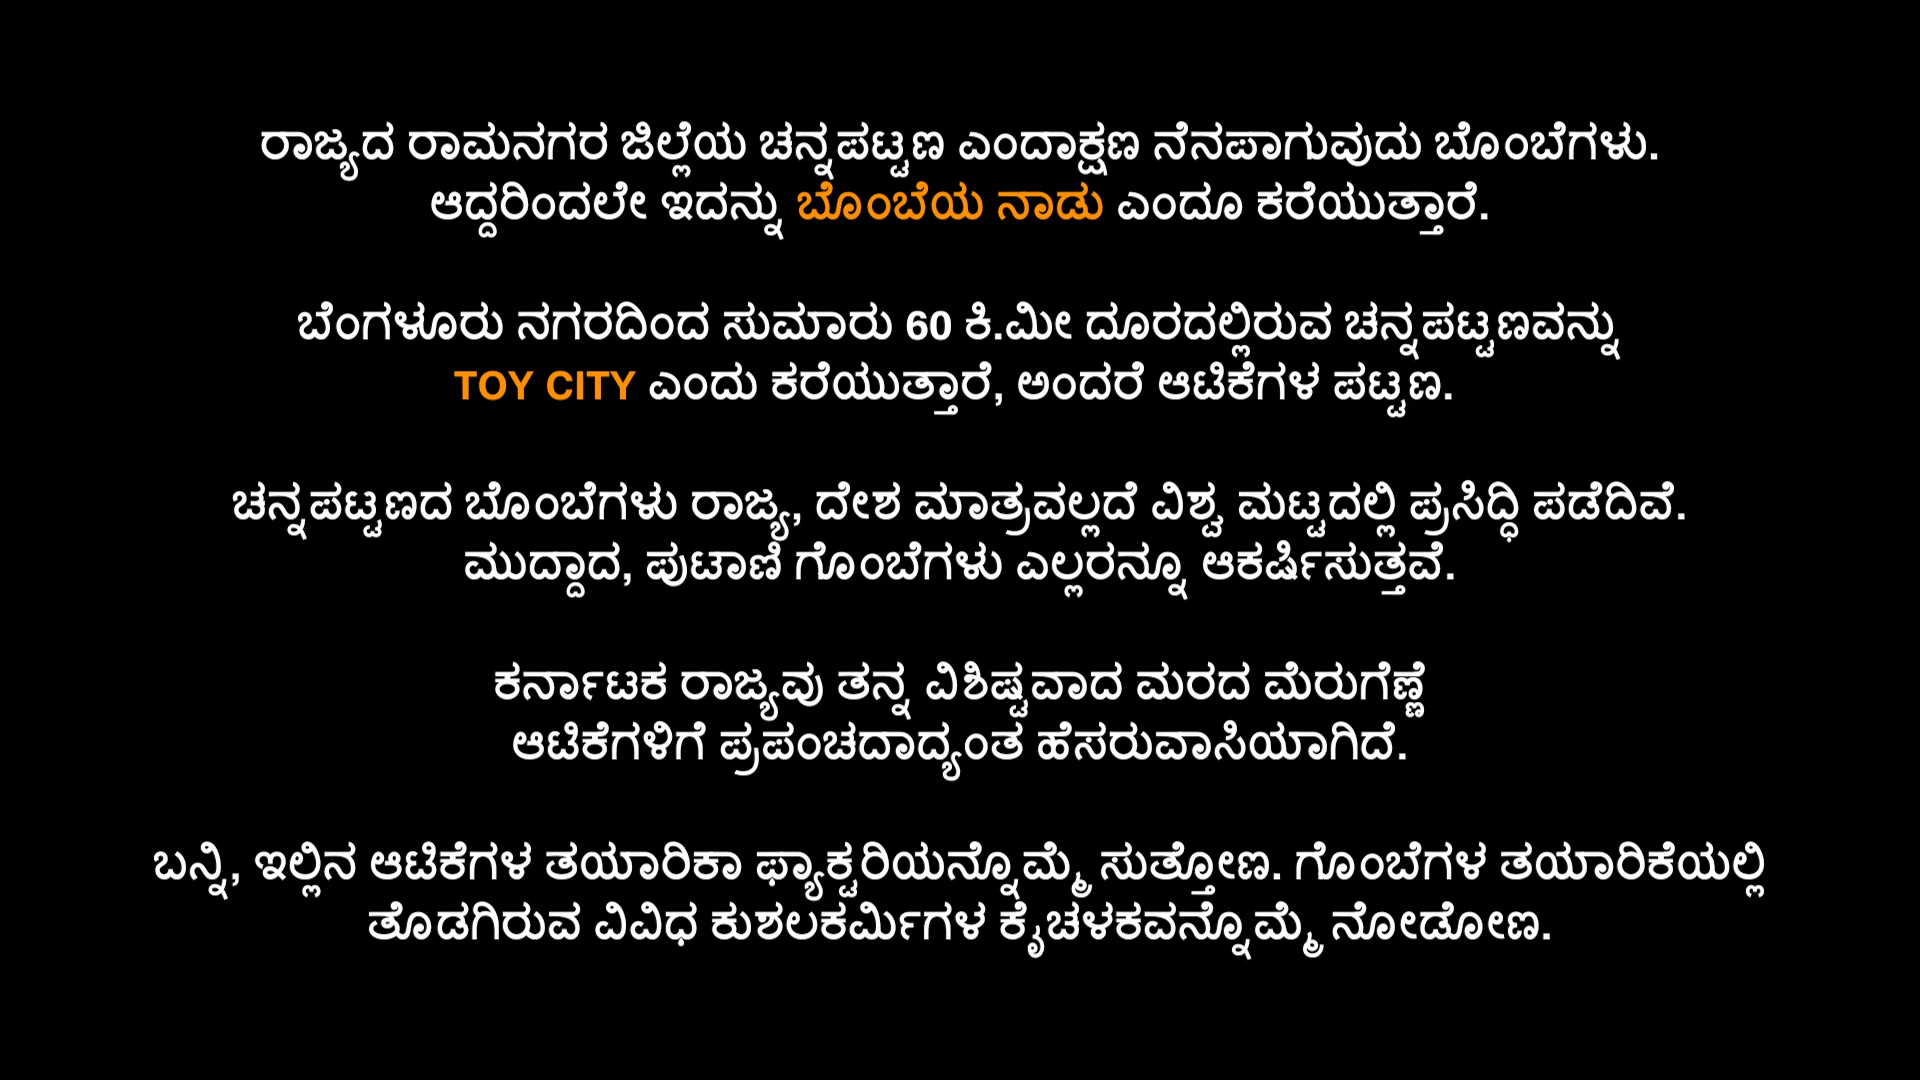 ರಾಜ್ಯದ ರಾಮನಗರ ಜಿಲ್ಲೆಯ ಚನ್ನಪಟ್ಟಣ ಎಂದಾಕ್ಷಣ ನೆನಪಾಗುವುದು ಬೊಂಬೆಗಳು.
ಆದ್ದರಿಂದಲೇ ಇದನ್ನು ಬೊಂಬೆಯ ನಾಡು ಎಂದೂ ಕರೆಯುತ್ತಾರೆ.
ಬೆಂಗಳೂರು ನಗರದಿಂದ ಸುಮಾರು 60 ಕಿ.ಮೀ ದೂರದಲ್ಲಿರುವ ಚನ್ನಪಟ್ಟಣವನ್ನು
TOY CITY ಎಂದು ಕರೆಯುತ್ತಾರೆ, ಅಂದರೆ ಆಟಿಕೆಗಳ ಪಟ್ಟಣ.
ಚನ್ನಪಟ್ಟಣದ ಬೊಂಬೆಗಳು ರಾಜ್ಯ, ದೇಶ ಮಾತ್ರವಲ್ಲದೆ ವಿಶ್ವ ಮಟ್ಟದಲ್ಲಿ ಪ್ರಸಿದ್ಧಿ ಪಡೆದಿವೆ.
ಮುದ್ದಾದ, ಪುಟಾಣಿ ಗೊಂಬೆಗಳು ಎಲ್ಲರನ್ನೂ ಆಕರ್ಷಿಸುತ್ತವೆ.
ಕರ್ನಾಟಕ ರಾಜ್ಯವು ತನ್ನ ವಿಶಿಷ್ಟವಾದ ಮರದ ಮೆರುಗೆಣ್ಣೆ
ಆಟಿಕೆಗಳಿಗೆ ಪ್ರಪಂಚದಾದ್ಯಂತ ಹೆಸರುವಾಸಿಯಾಗಿದೆ.
ಬನ್ನಿ, ಇಲ್ಲಿನ ಆಟಿಕೆಗಳ ತಯಾರಿಕಾ ಫ್ಯಾಕ್ಟರಿಯನ್ನೊಮ್ಮೆ ಸುತ್ತೋಣ. ಗೊಂಬೆಗಳ ತಯಾರಿಕೆಯಲ್ಲಿ
ತೊಡಗಿರುವ ವಿವಿಧ ಕುಶಲಕರ್ಮಿಗಳ ಕೈಚಳಕವನ್ನೊಮ್ಮೆ ನೋಡೋಣ.